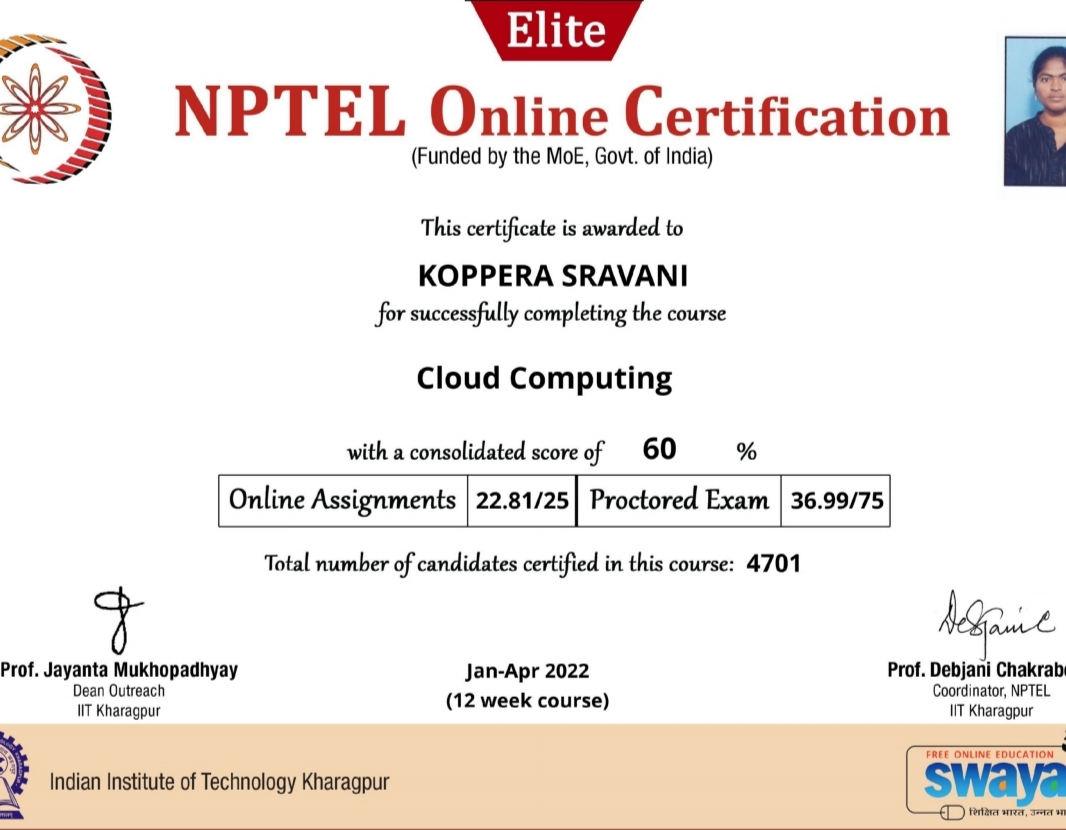 Elite
NPTEL Online Certification
(Funded by the MoE, Govt. of India)
This certificate is awarded to
KOPPERA SRAVANI
for successfully completing the course
Cloud Computing
with a consolidated score of 60 %
Online Assignments 22.81/25 Proctored Exam 36.99/75
Total number of candidates certified in this course: 4701
Prof. Jayanta Mukhopadhyay
Dean Outreach
IIT Kharagpur
Jan-Apr 2022
(12 week course)
Prof. Debjani Chakrab
Coordinator, NPTEL
IIT Kharagpur
Indian Institute of Technology Kharagpur
FREE ONLINE EDUCATION
swaya
शिक्षित भारत, उन्नत भा